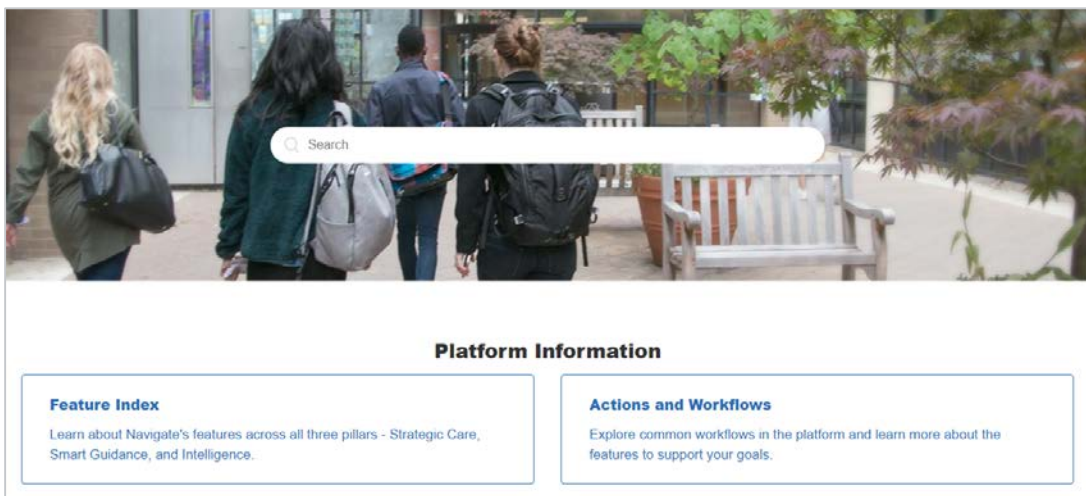 Search
Platform Information
Feature Index
Learn about Navigate's features across all three pillars - Strategic Care,
Smart Guidance, and Intelligence.
Actions and Workflows
Explore common workflows in the platform and learn more about the
features to support your goals.